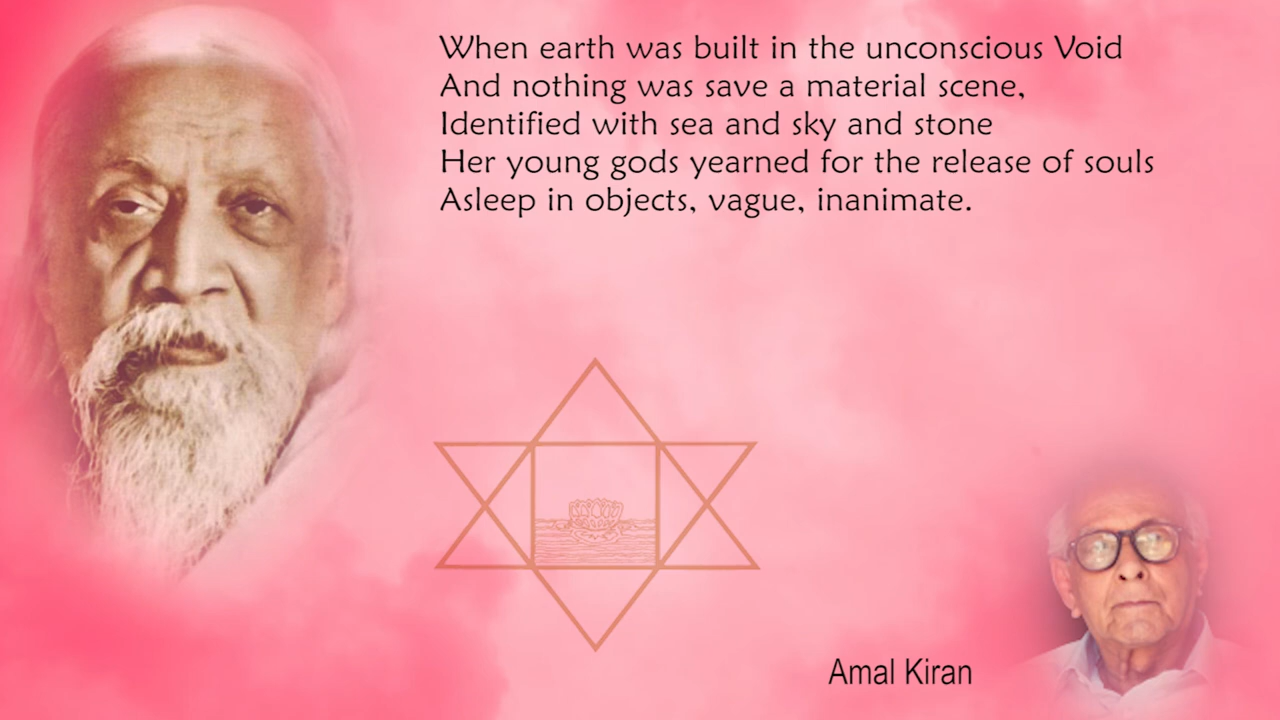 When earth was built in the unconscious Void
And nothing was save a material scene,
Identified with sea and sky and stone
Her young gods yearned for the release of souls
Asleep in objects, vague, inanimate.
Amal Kiran